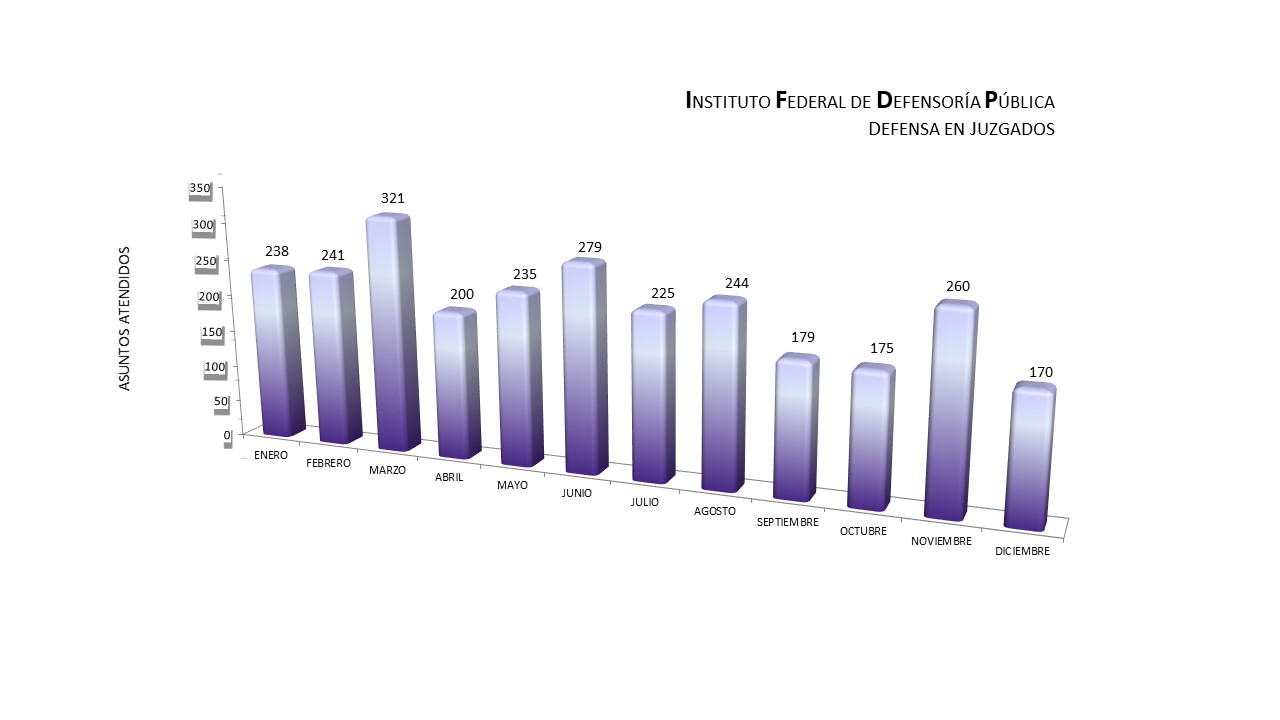 INSTITUTO FEDERAL DE DEFENSORÍA PÚBLICA
DEFENSA EN JUZGADOS
ASUNTOS ATENDIDOS
350
300
250
200
150
100
50
0
238
241
321
200
235
279
225
244
179
175
260
170
ENERO
FEBRERO
MARZO
ABRIL
MAYO
JUNIO
JULIO
AGOSTO
SEPTIEMBRE
OCTUBRE
NOVIEMBRE
DICIEMBRE